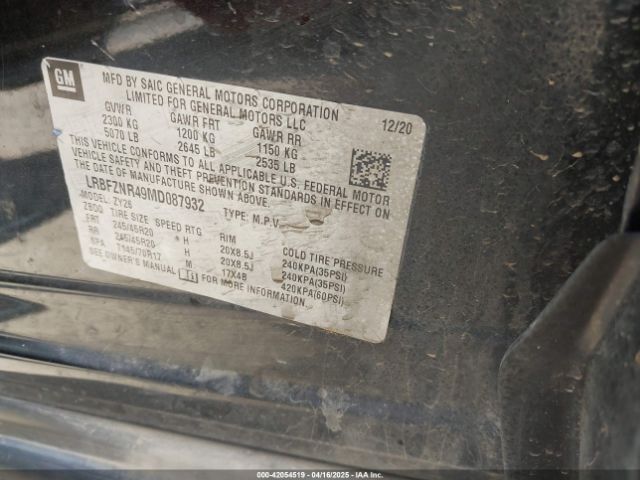 GM
MFD BY SAIC GENERAL MOTORS CORPORATION
LIMITED FOR GENERAL MOTORS LLC
12/20
GVWR GAWR FRT GAWR RR
2300 KG 1200 KG 1150 KG
5070 LB 2645 LB 2535 LB
THIS VEHICLE CONFORMS TO ALL APPLICABLE U.S. FEDERAL MOTOR
VEHICLE SAFETY AND THEFT PREVENTION STANDARDS IN EFFECT ON
THE DATE OF MANUFACTURE SHOWN ABOVE.
LRBFZNR49MD087932 TYPE: M.P.V.
MODEL: ZY26
TIRE SIZE SPEED RTG RIM COLD TIRE PRESSURE
FRT 245/45R20 H 20X8.5J 240KPA(35PSI)
RR 245/45R20 H 20X8.5J 240KPA(35PSI)
SPA T145/70R17 M 17X4B 420KPA(60PSI)
SEE OWNER'S MANUAL FOR MORE INFORMATION.
000-42054519 - 04/16/2025 - IAA Inc.